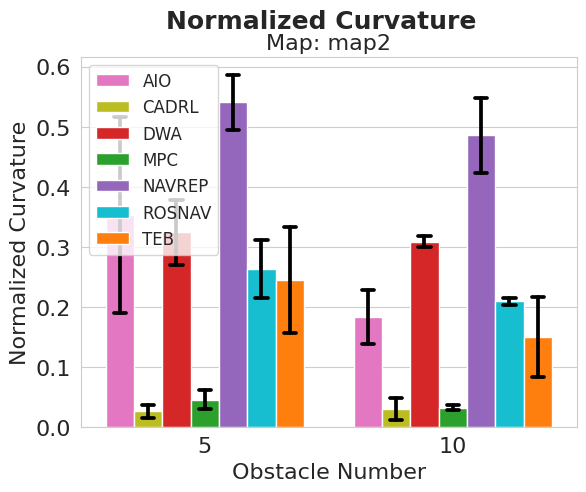 Normalized Curvature
Map: map2
Normalized Curvature
0.6
0.5
0.4
0.3
0.2
0.1
0.0
AIO
CADRL
DWA
MPC
NAVREP
ROSNAV
TEB
5
10
Obstacle Number